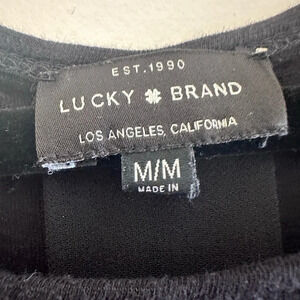 EST. 1990
LUCKY BRAND
LOS ANGELES, CALIFORNIA
M/M
MADE IN